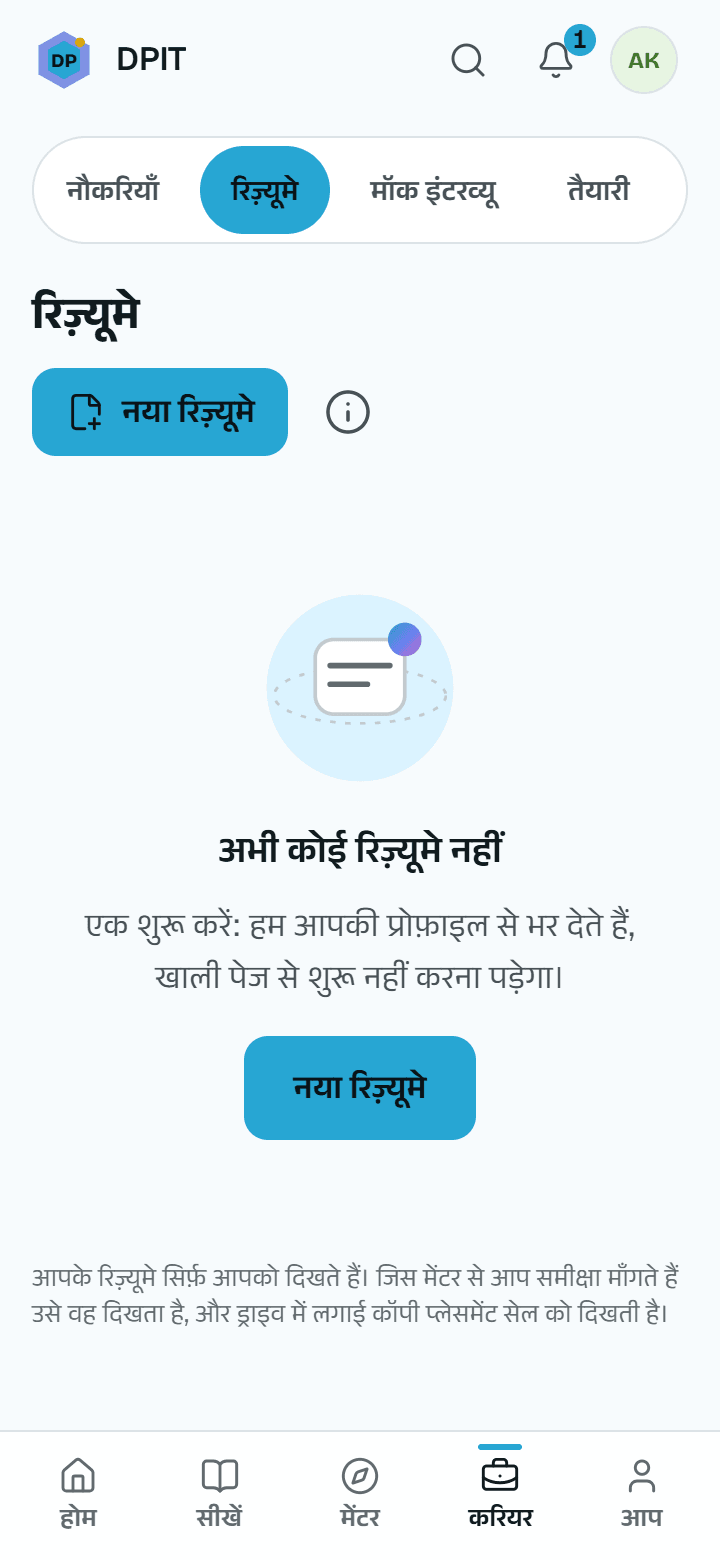 DP
DPIT
1
AK
नौकरियाँ
रिज़्यूमे
मॉक इंटरव्यू
तैयारी
रिज़्यूमे
नया रिज़्यूमे
अभी कोई रिज़्यूमे नहीं
एक शुरू करें: हम आपकी प्रोफ़ाइल से भर देते हैं,
खाली पेज से शुरू नहीं करना पड़ेगा।
नया रिज़्यूमे
आपके रिज़्यूमे सिर्फ़ आपको दिखते हैं। जिस मेंटर से आप समीक्षा माँगते हैं
उसे वह दिखता है, और ड्राइव में लगाई कॉपी प्लेसमेंट सेल को दिखती है।
होम
सीखें
मेंटर
करियर
आप